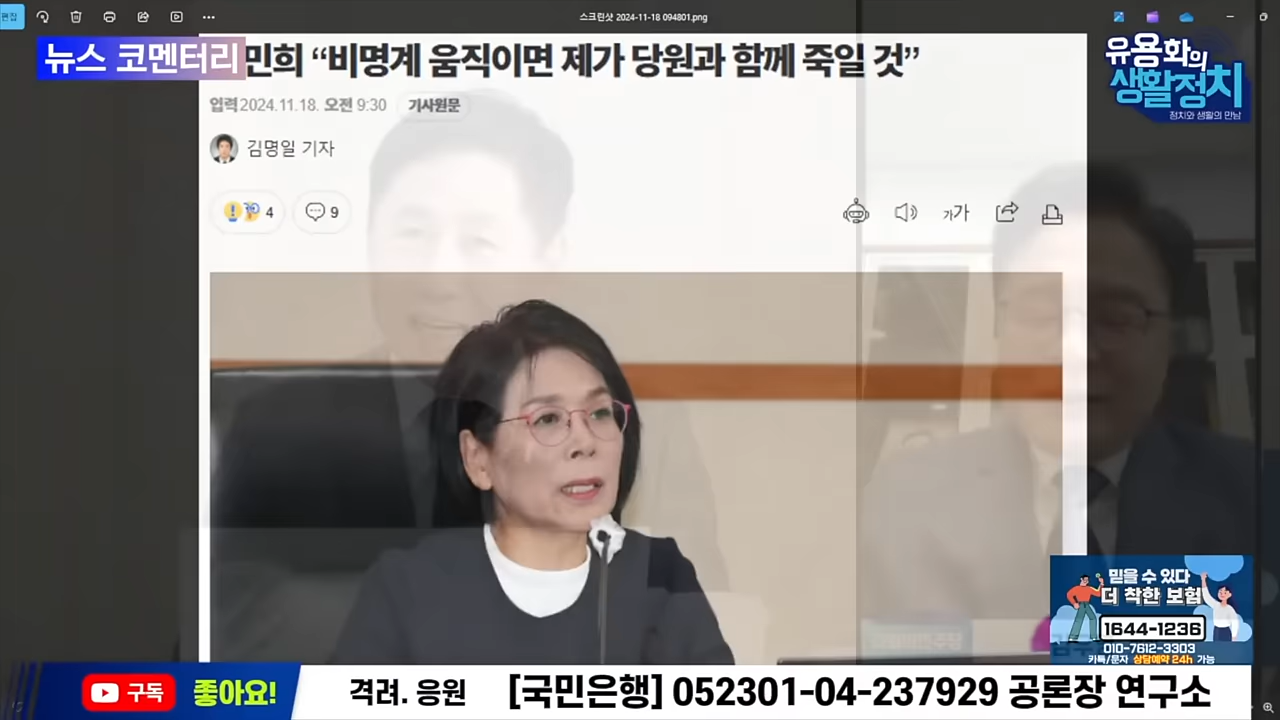 편집
스크린샷 2024-11-18 094801.png
뉴스 코멘터리
민희 “비명계 움직이면 제가 당원과 함께 죽일 것”
유용화의
생활정치
정치와 생활의 만남
입력2024.11.18. 오전 9:30 기사원문
김명일 기자
4
9
가가
믿을 수 있다
더 착한 보험
1644-1236
010-7612-3303
카톡/문자 상담예약 24h 가능
구독 좋아요!
격려. 응원 [국민은행] 052301-04-237929 공론장 연구소